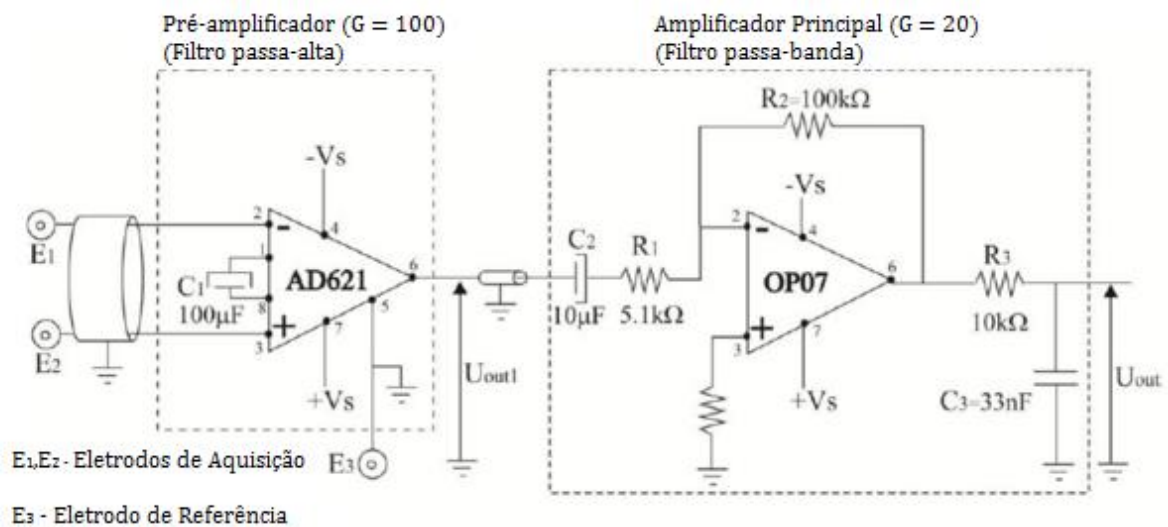 Pré-amplificador (G = 100)
(Filtro passa-alta)
Amplificador Principal (G = 20)
(Filtro passa-banda)
R₂=100kΩ
-Vs
-Vs
2
4
1
6
8
5
3
7
E₁
E₂
C₁
100μF
-
+
AD621
+Vs
Uout1
C₂
10μF
R₁
5.1kΩ
2
4
6
3
7
-
+
OP07
+Vs
R₃
10kΩ
C₃=33nF
Uout
E₁,E₂ - Eletrodos de Aquisição
E₃
E₃ - Eletrodo de Referência